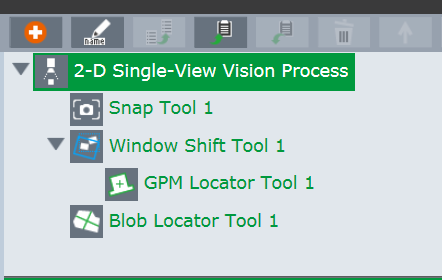 name
2-D Single-View Vision Process
Snap Tool 1
Window Shift Tool 1
GPM Locator Tool 1
Blob Locator Tool 1